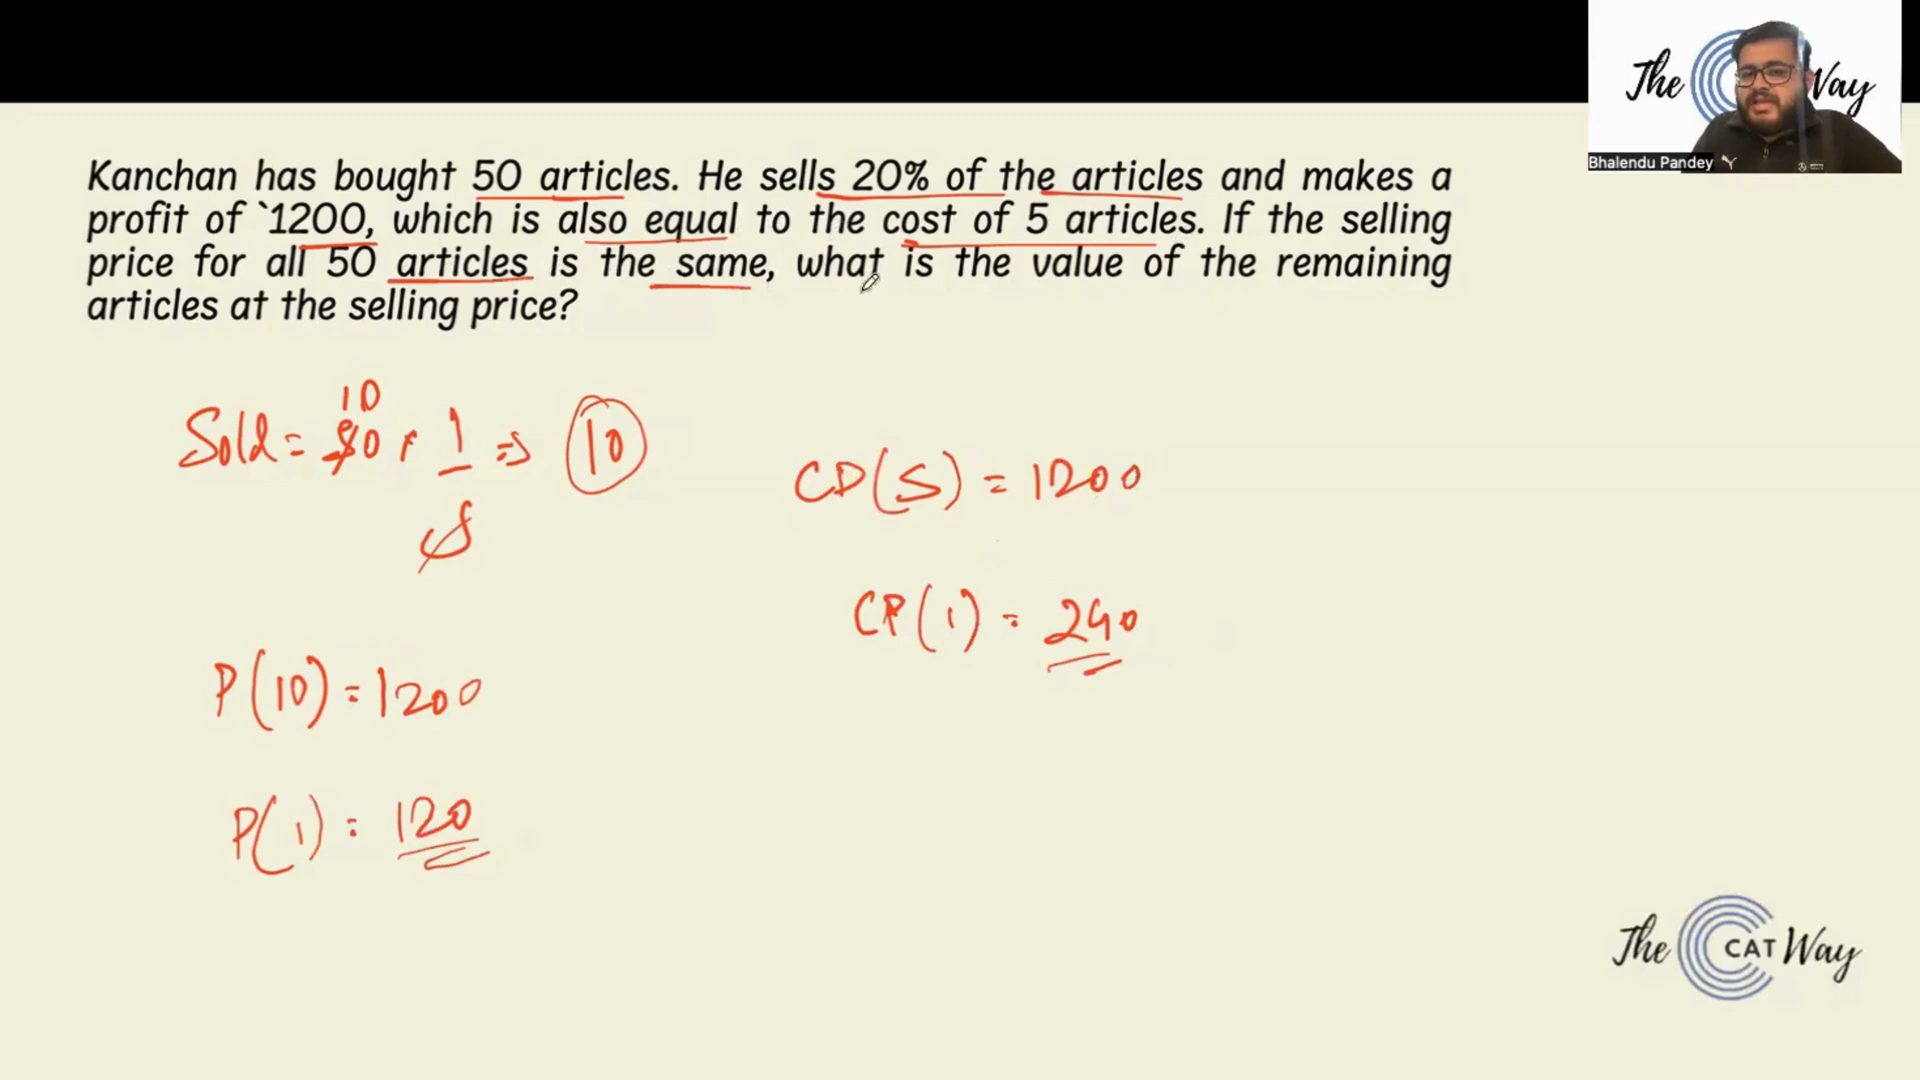 The Way
Bhalendu Pandey
Kanchan has bought 50 articles. He sells 20% of the articles and makes a
profit of `1200, which is also equal to the cost of 5 articles. If the selling
price for all 50 articles is the same, what is the value of the remaining
articles at the selling price?
10
Sold = 50 × 1 ⇒ 10
5
CP(5) = 1200
CP(1) = 240
P(10) = 1200
P(1) = 120
The CAT Way